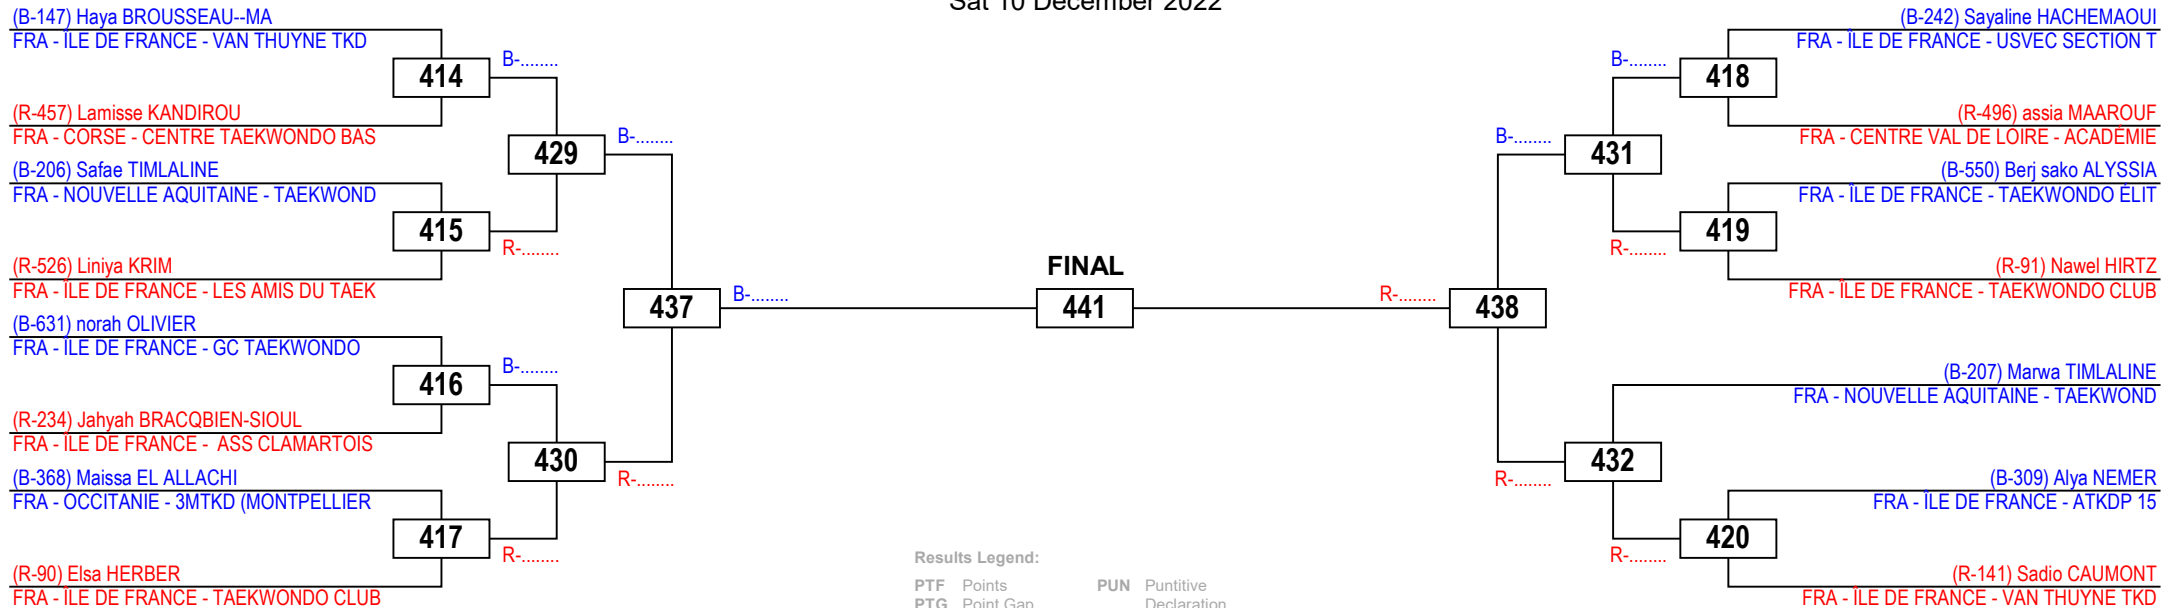 Sat 10 December 2022
(B-147) Haya BROUSSEAU--MA
FRA - ÎLE DE FRANCE - VAN THUYNE TKD
414
B-........
(R-457) Lamisse KANDIROU
FRA - CORSE - CENTRE TAEKWONDO BAS
429
B-........
(B-206) Safae TIMLALINE
FRA - NOUVELLE AQUITAINE - TAEKWOND
415
R-........
(R-526) Liniya KRIM
FRA - ÎLE DE FRANCE - LES AMIS DU TAEK
437
B-........
(B-631) norah OLIVIER
FRA - ÎLE DE FRANCE - GC TAEKWONDO
416
B-........
(R-234) Jahyah BRACQBIEN-SIOUL
FRA - ÎLE DE FRANCE - ASS CLAMARTOIS
430
R-........
(B-368) Maissa EL ALLACHI
FRA - OCCITANIE - 3MTKD (MONTPELLIER
417
R-........
(R-90) Elsa HERBER
FRA - ÎLE DE FRANCE - TAEKWONDO CLUB
FINAL
441
(B-242) Sayaline HACHEMAOUI
FRA - ÎLE DE FRANCE - USVEC SECTION T
B-........
418
(R-496) assia MAAROUF
FRA - CENTRE VAL DE LOIRE - ACADÉMIE
B-........
431
(B-550) Berj sako ALYSSIA
FRA - ÎLE DE FRANCE - TAEKWONDO ÉLIT
419
R-........
(R-91) Nawel HIRTZ
FRA - ÎLE DE FRANCE - TAEKWONDO CLUB
R-........
438
(B-207) Marwa TIMLALINE
FRA - NOUVELLE AQUITAINE - TAEKWOND
432
R-........
(B-309) Alya NEMER
FRA - ÎLE DE FRANCE - ATKDP 15
420
R-........
(R-141) Sadio CAUMONT
FRA - ÎLE DE FRANCE - VAN THUYNE TKD
Results Legend:
PTF Points PUN Puntitive
PTG Point Gap Declaration